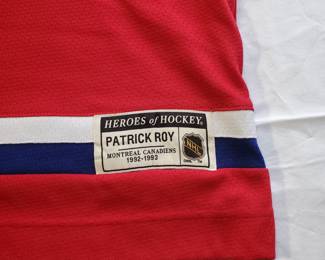 HEROES of HOCKEY
PATRICK ROY
MONTREAL CANADIENS
1992-1993
NHL